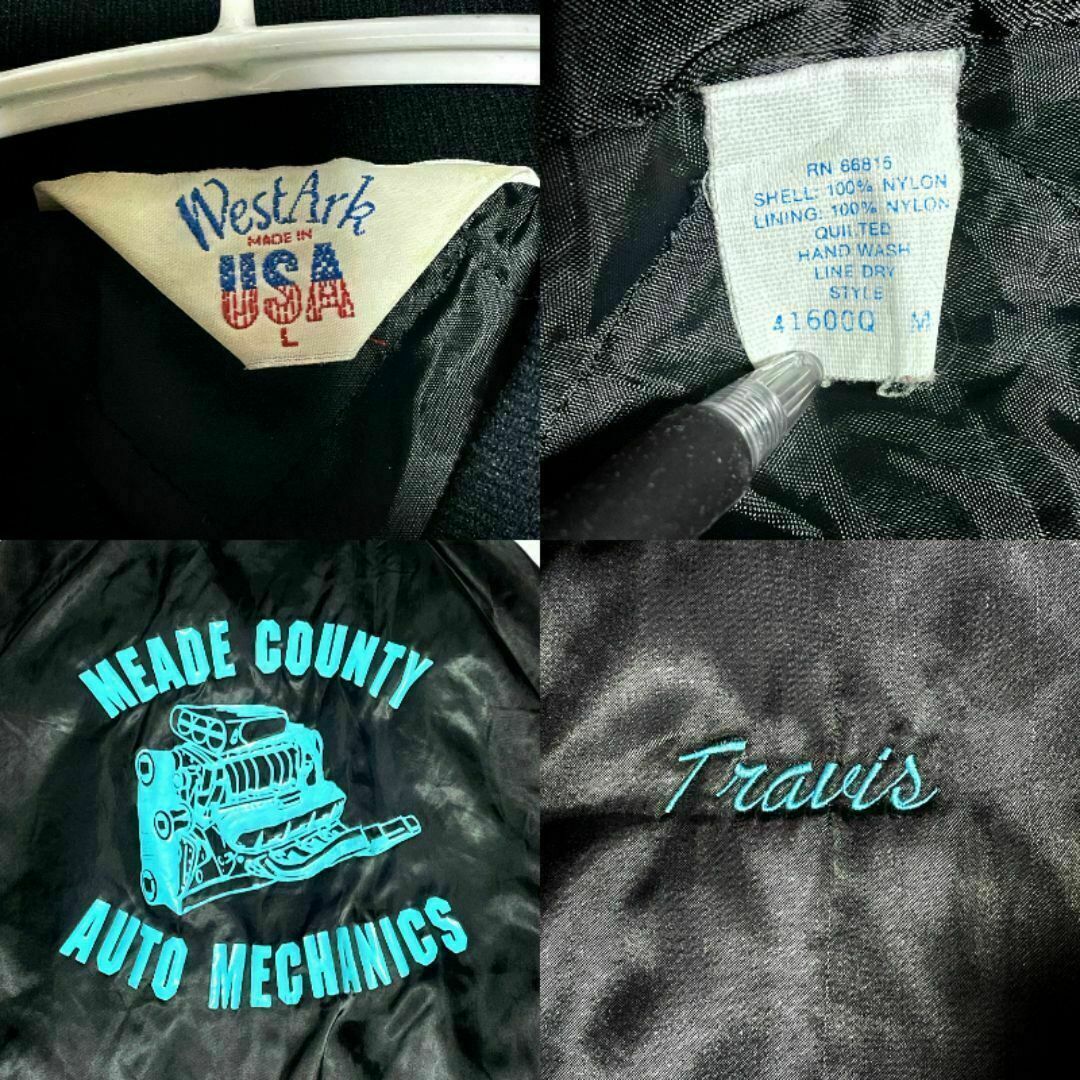 WestArk
MADE IN
USA
L
RN 66815
SHELL: 100% NYLON
LINING: 100% NYLON
QUILTED
HAND WASH
LINE DRY
STYLE
41600Q M
MEADE COUNTY
AUTO MECHANICS
Travis